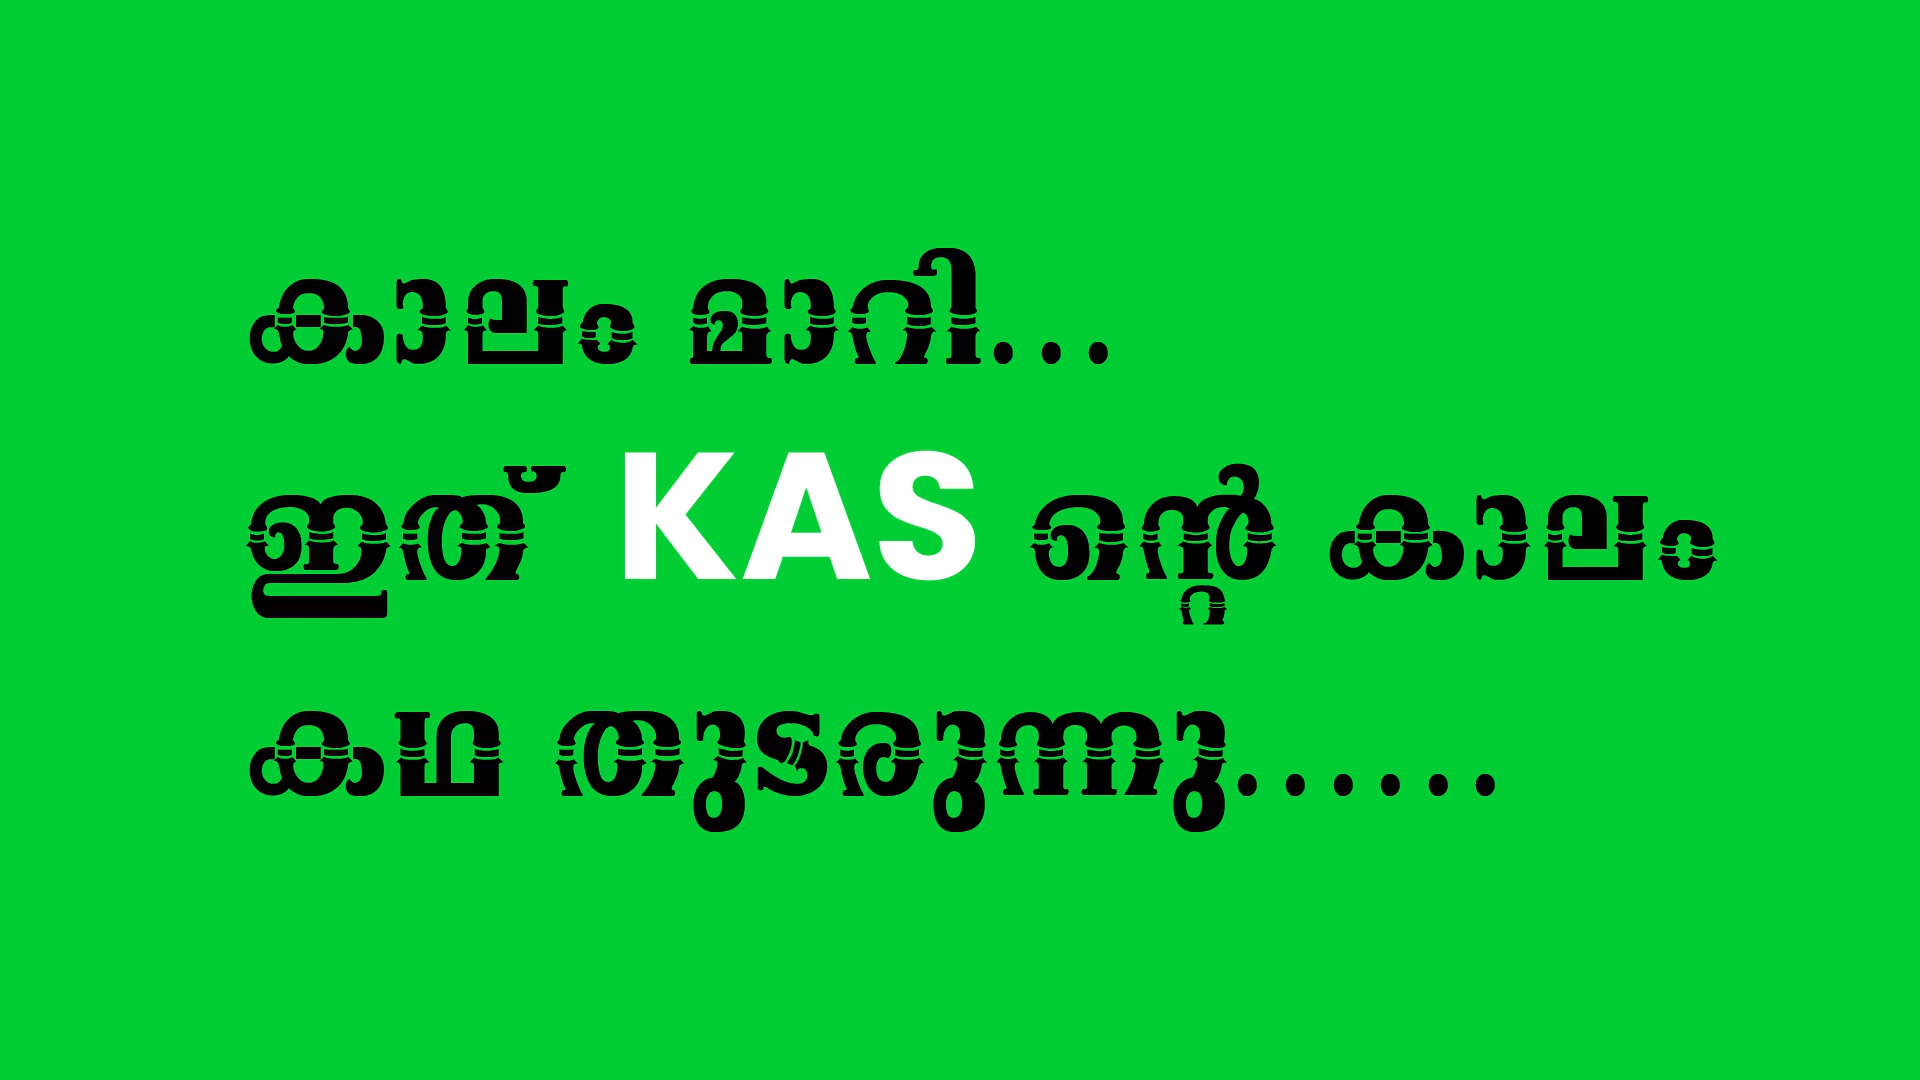 കാലം മാറി...
ഇത് KAS ന്റെ കാലം
കഥ തുടരുന്നു......